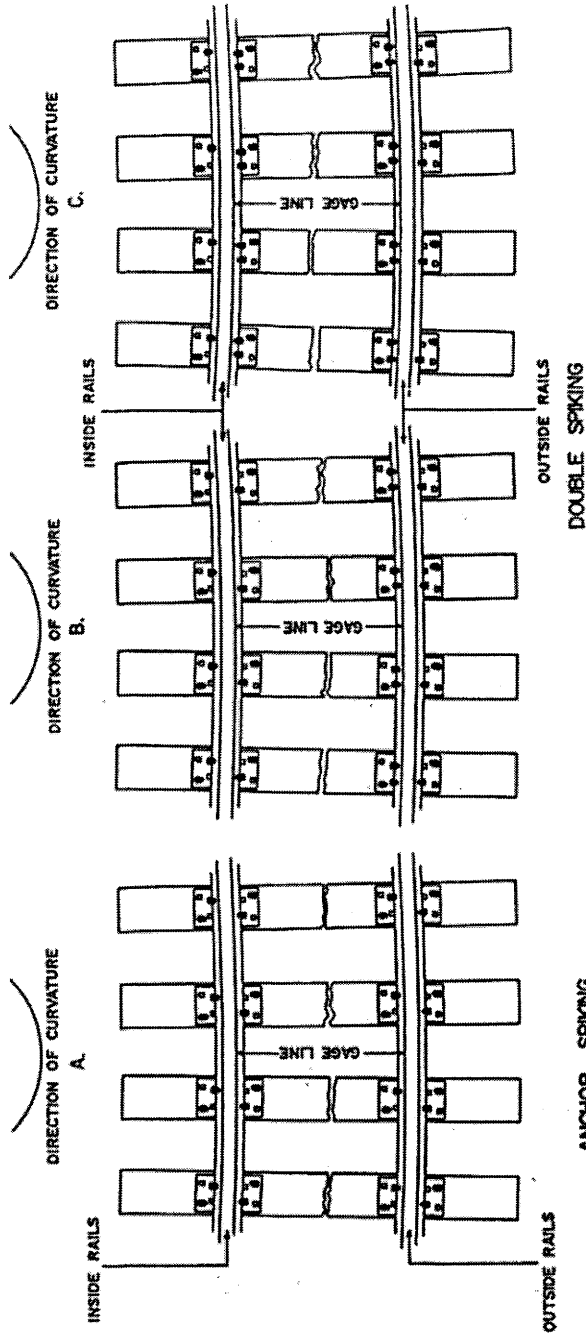 DIRECTION OF CURVATURE
A.
INSIDE RAILS
GAGE LINE
OUTSIDE RAILS
ANCHOR SPIKING
DIRECTION OF CURVATURE
B.
GAGE LINE
DIRECTION OF CURVATURE
C.
INSIDE RAILS
GAGE LINE
OUTSIDE RAILS
DOUBLE SPIKING